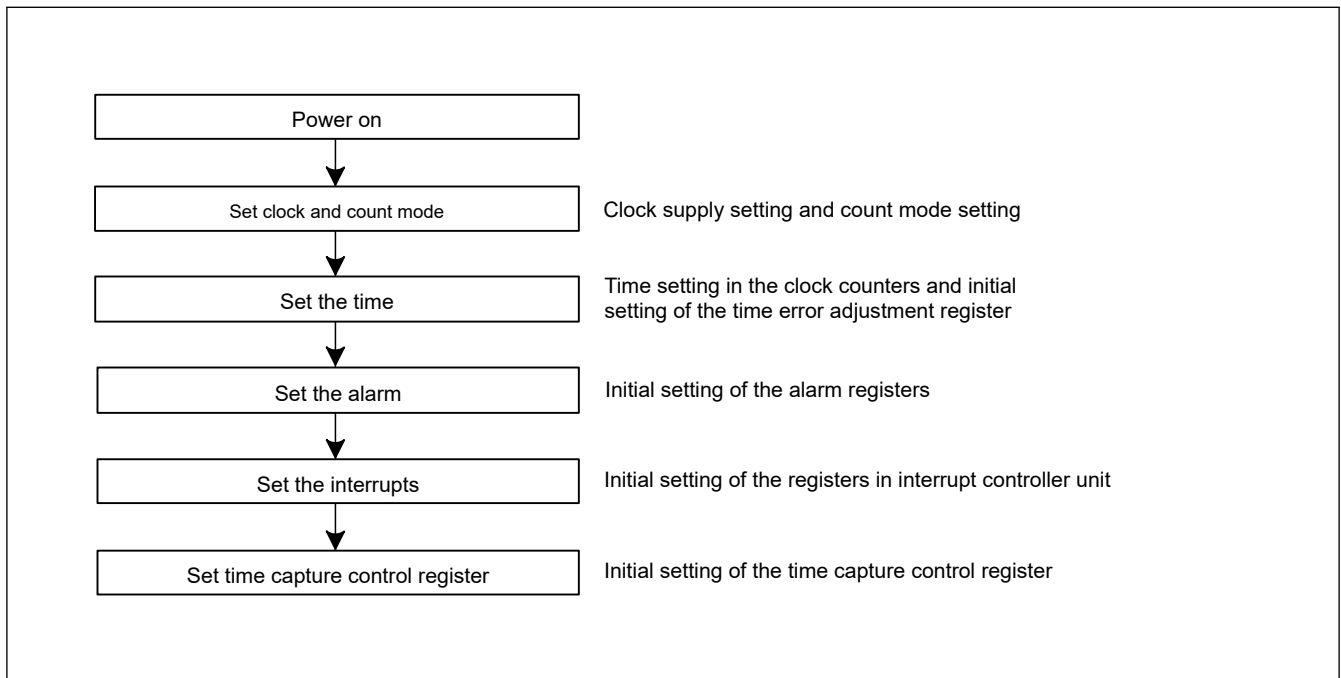 Power on
Set clock and count mode
Clock supply setting and count mode setting
Set the time
Time setting in the clock counters and initial
setting of the time error adjustment register
Set the alarm
Initial setting of the alarm registers
Set the interrupts
Initial setting of the registers in interrupt controller unit
Set time capture control register
Initial setting of the time capture control register